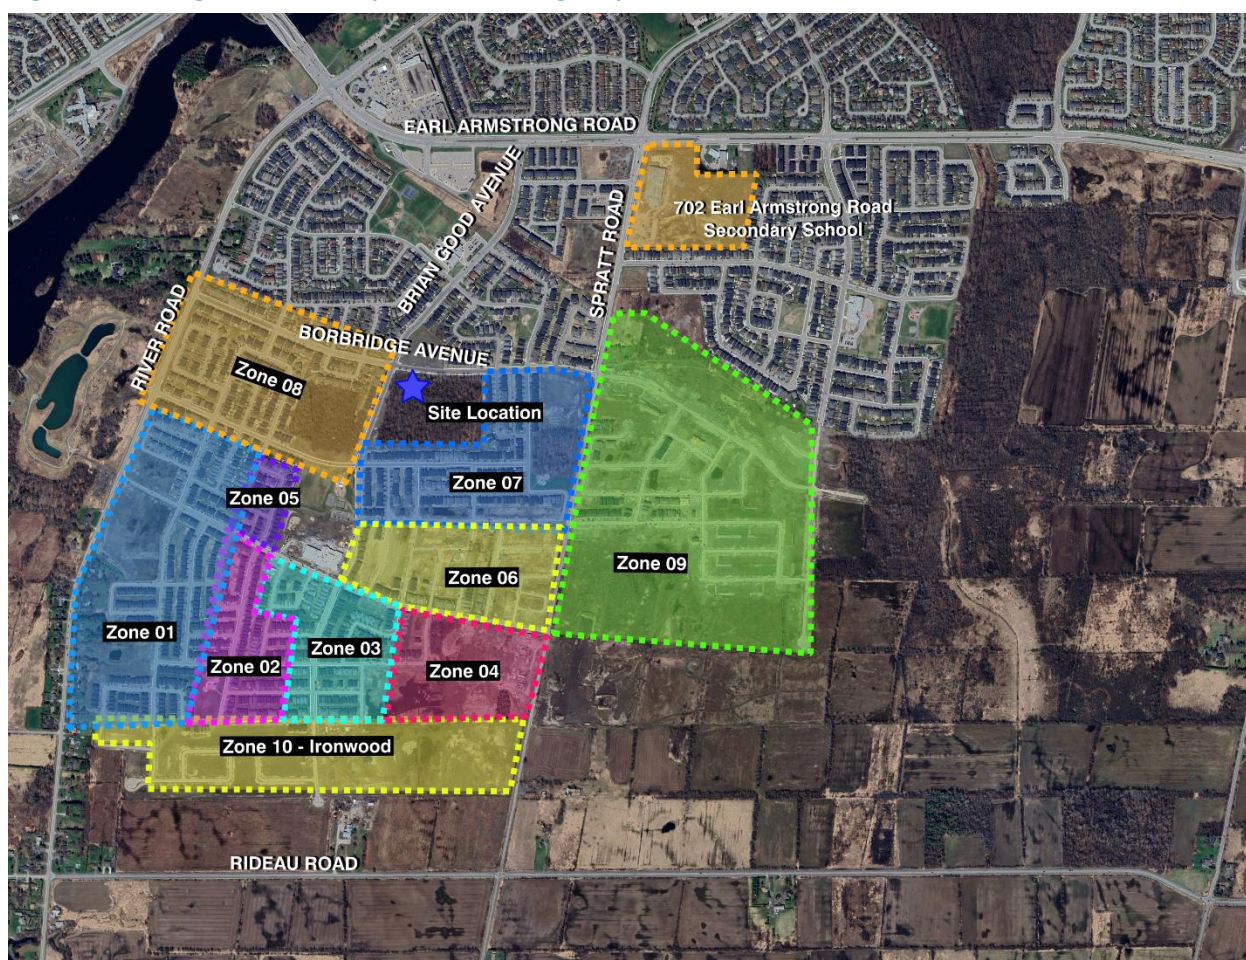 EARL ARMSTRONG ROAD
BRIAN GOOD AVENUE
SPRATT ROAD
702 Earl Armstrong Road
Secondary School
RIVER ROAD
BORBRIDGE AVENUE
Zone 08
Site Location
Zone 07
Zone 05
Zone 06
Zone 09
Zone 01
Zone 02
Zone 03
Zone 04
Zone 10 - Ironwood
RIDEAU ROAD